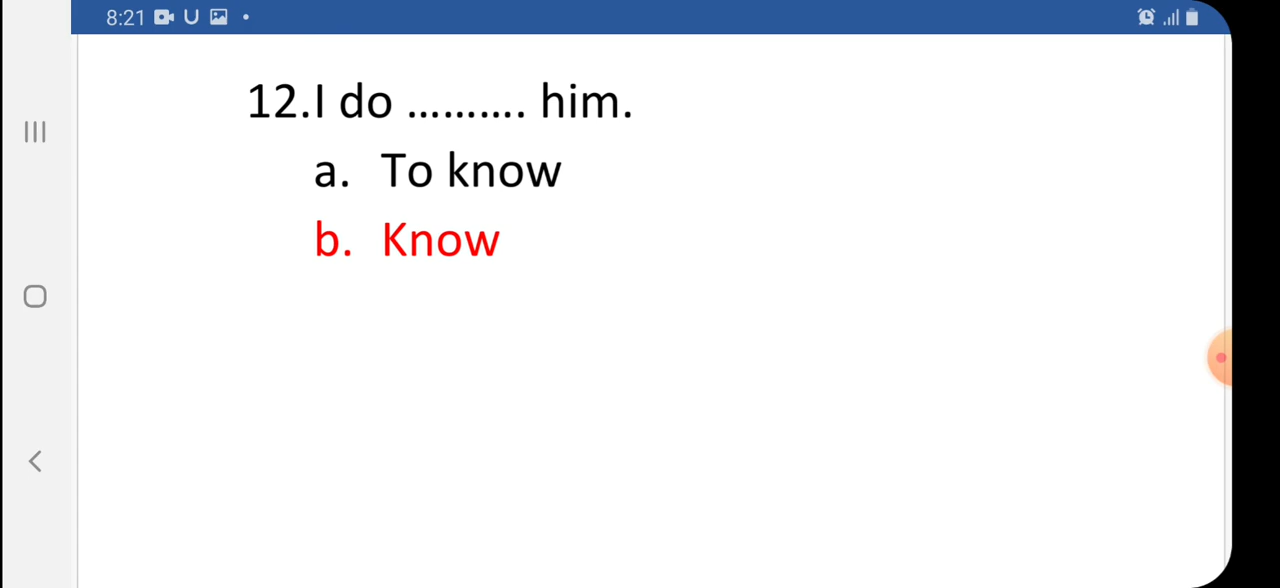 8:21
12.I do .......... him.
a. To know
b. Know